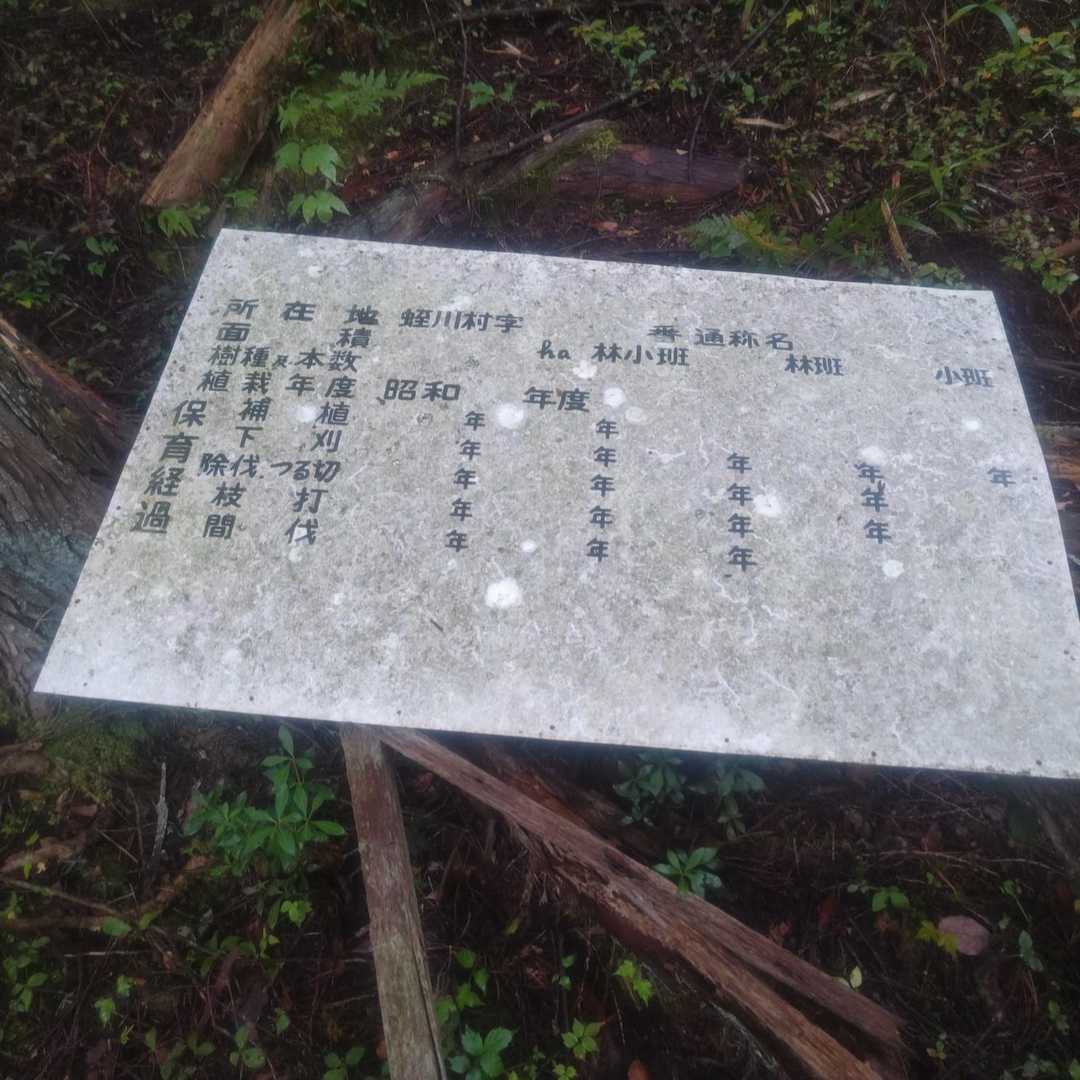 所在地 蛭川村字 番 通称名
面積 ha 林小班 林班 小班
樹種及本数
植栽年度 昭和 年度
保育経過 補植 年 年
下刈 年 年 年 年 年
除伐.つる切 年 年 年 年
枝打 年 年 年 年
間伐 年 年 年